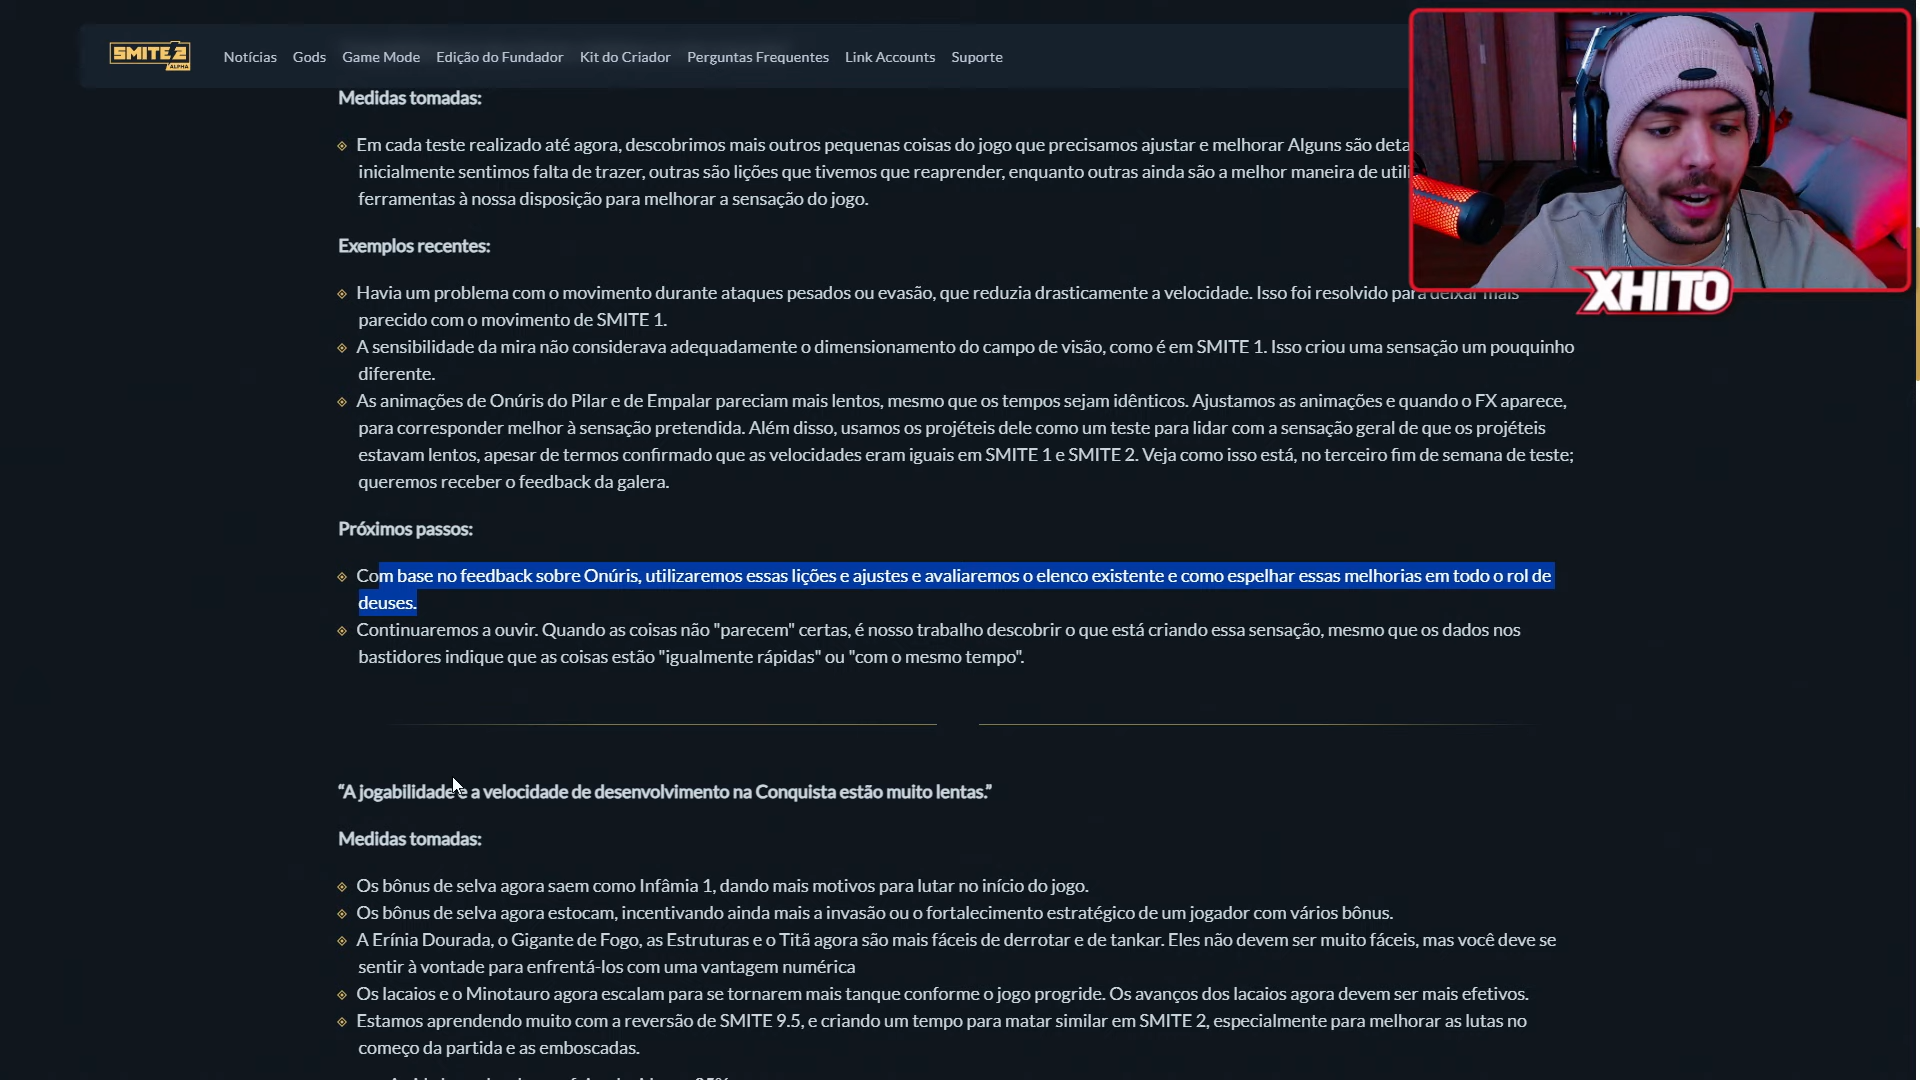 SMITE 2
ALPHA
Notícias Gods Game Mode Edição do Fundador Kit do Criador Perguntas Frequentes Link Accounts Suporte
Medidas tomadas:
Em cada teste realizado até agora, descobrimos mais outros pequenas coisas do jogo que precisamos ajustar e melhorar Alguns são deta
inicialmente sentimos falta de trazer, outras são lições que tivemos que reaprender, enquanto outras ainda são a melhor maneira de utili
ferramentas à nossa disposição para melhorar a sensação do jogo.
XHITO
Exemplos recentes:
Havia um problema com o movimento durante ataques pesados ou evasão, que reduzia drasticamente a velocidade. Isso foi resolvido para deixar mais
parecido com o movimento de SMITE 1.
A sensibilidade da mira não considerava adequadamente o dimensionamento do campo de visão, como é em SMITE 1. Isso criou uma sensação um pouquinho
diferente.
As animações de Onúris do Pilar e de Empalar pareciam mais lentos, mesmo que os tempos sejam idênticos. Ajustamos as animações e quando o FX aparece,
para corresponder melhor à sensação pretendida. Além disso, usamos os projéteis dele como um teste para lidar com a sensação geral de que os projéteis
estavam lentos, apesar de termos confirmado que as velocidades eram iguais em SMITE 1 e SMITE 2. Veja como isso está, no terceiro fim de semana de teste;
queremos receber o feedback da galera.
Próximos passos:
Com base no feedback sobre Onúris, utilizaremos essas lições e ajustes e avaliaremos o elenco existente e como espelhar essas melhorias em todo o rol de
deuses.
Continuaremos a ouvir. Quando as coisas não "parecem" certas, é nosso trabalho descobrir o que está criando essa sensação, mesmo que os dados nos
bastidores indique que as coisas estão "igualmente rápidas" ou "com o mesmo tempo".
“A jogabilidade e a velocidade de desenvolvimento na Conquista estão muito lentas.”
Medidas tomadas:
Os bônus de selva agora saem como Infâmia 1, dando mais motivos para lutar no início do jogo.
Os bônus de selva agora estocam, incentivando ainda mais a invasão ou o fortalecimento estratégico de um jogador com vários bônus.
A Erínia Dourada, o Gigante de Fogo, as Estruturas e o Titã agora são mais fáceis de derrotar e de tankar. Eles não devem ser muito fáceis, mas você deve se
sentir à vontade para enfrentá-los com uma vantagem numérica
Os lacaios e o Minotauro agora escalam para se tornarem mais tanque conforme o jogo progride. Os avanços dos lacaios agora devem ser mais efetivos.
Estamos aprendendo muito com a reversão de SMITE 9.5, e criando um tempo para matar similar em SMITE 2, especialmente para melhorar as lutas no
começo da partida e as emboscadas.